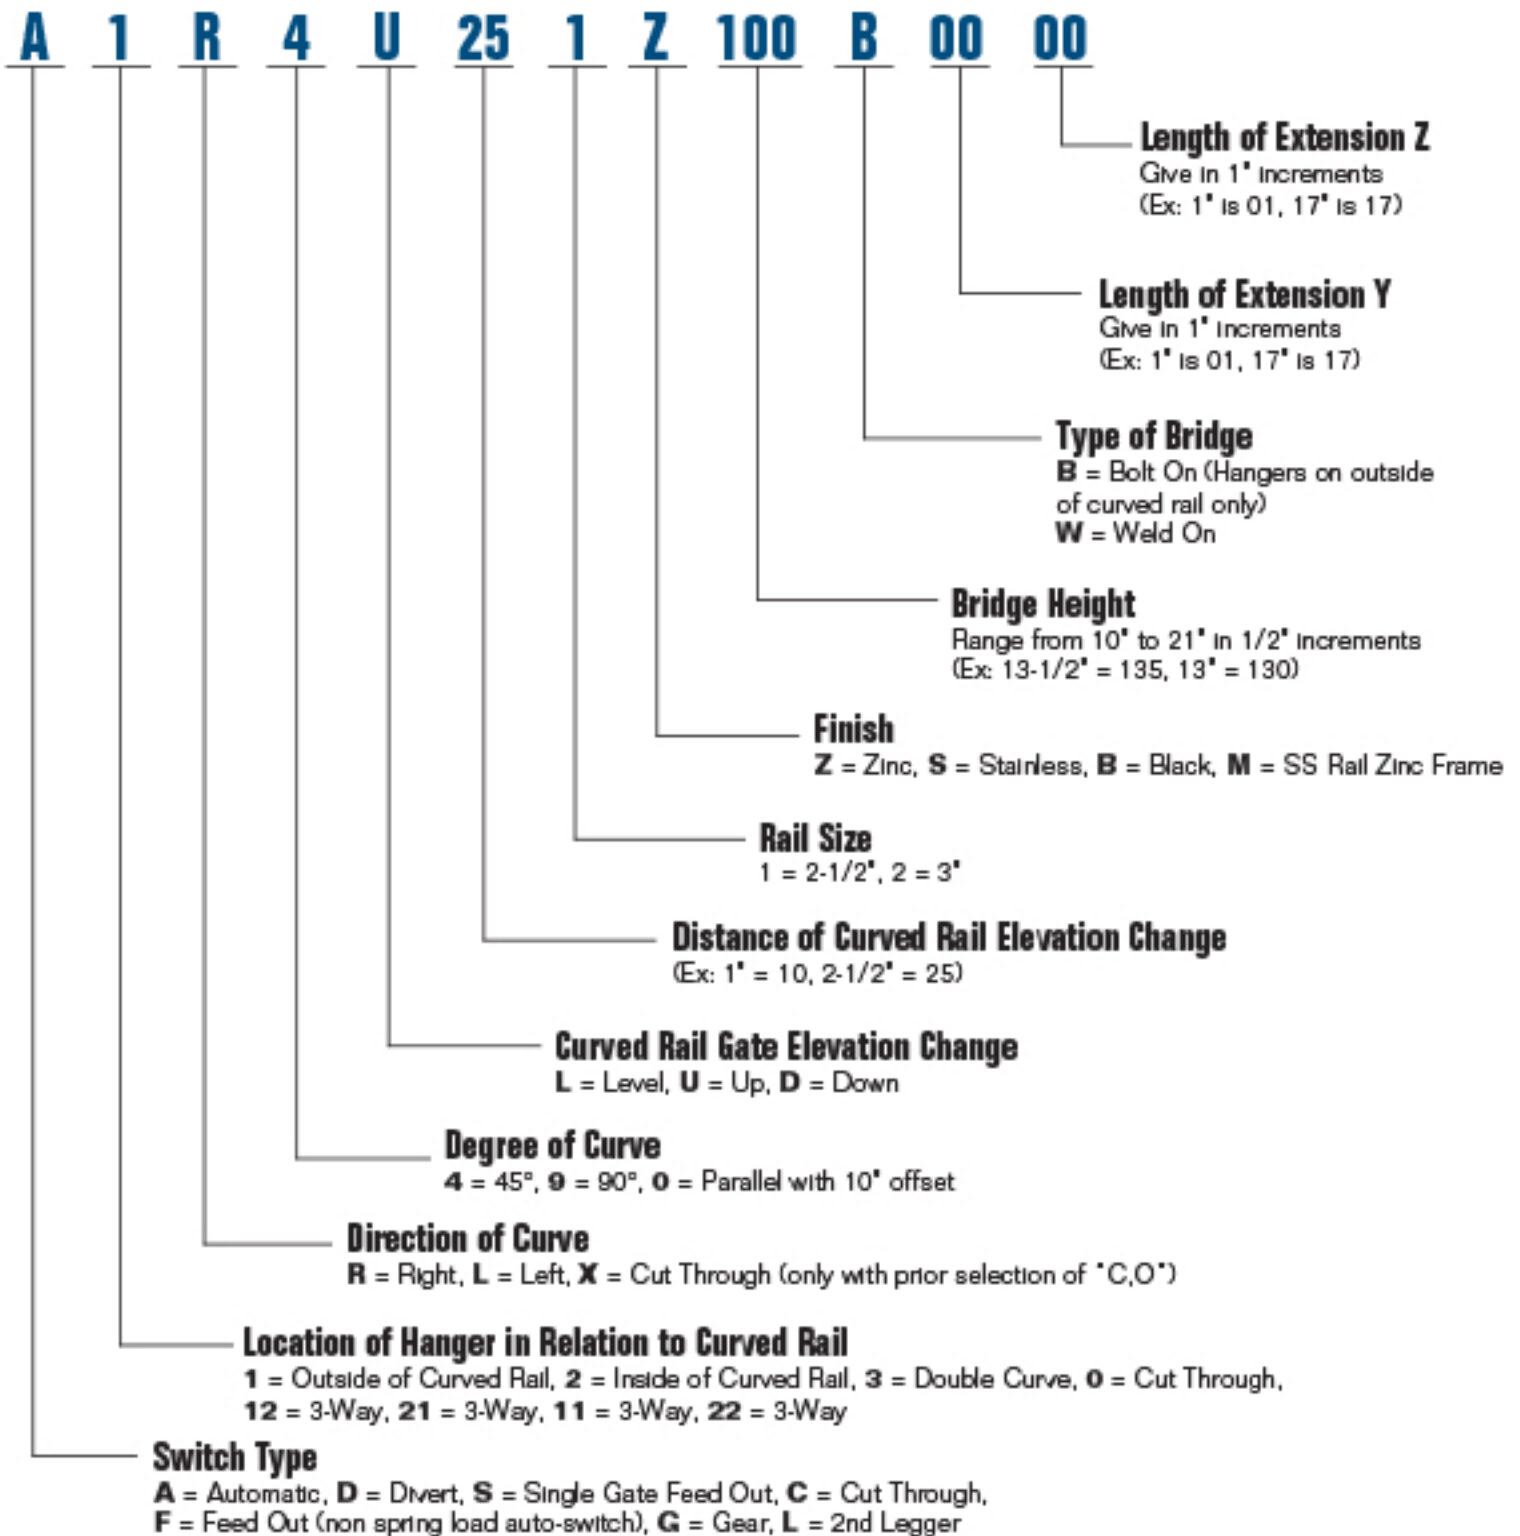 A 1 R 4 U 25 1 Z 100 B 00 00
Length of Extension Z
Give in 1" increments
(Ex: 1" is 01, 17" is 17)
Length of Extension Y
Give in 1" increments
(Ex: 1" is 01, 17" is 17)
Type of Bridge
B = Bolt On (Hangers on outside
of curved rail only)
W = Weld On
Bridge Height
Range from 10" to 21" in 1/2" increments
(Ex: 13-1/2" = 135, 13" = 130)
Finish
Z = Zinc, S = Stainless, B = Black, M = SS Rail Zinc Frame
Rail Size
1 = 2-1/2", 2 = 3"
Distance of Curved Rail Elevation Change
(Ex: 1" = 10, 2-1/2" = 25)
Curved Rail Gate Elevation Change
L = Level, U = Up, D = Down
Degree of Curve
4 = 45°, 9 = 90°, 0 = Parallel with 10" offset
Direction of Curve
R = Right, L = Left, X = Cut Through (only with prior selection of "C,O")
Location of Hanger in Relation to Curved Rail
1 = Outside of Curved Rail, 2 = Inside of Curved Rail, 3 = Double Curve, 0 = Cut Through,
12 = 3-Way, 21 = 3-Way, 11 = 3-Way, 22 = 3-Way
Switch Type
A = Automatic, D = Divert, S = Single Gate Feed Out, C = Cut Through,
F = Feed Out (non spring load auto-switch), G = Gear, L = 2nd Legger